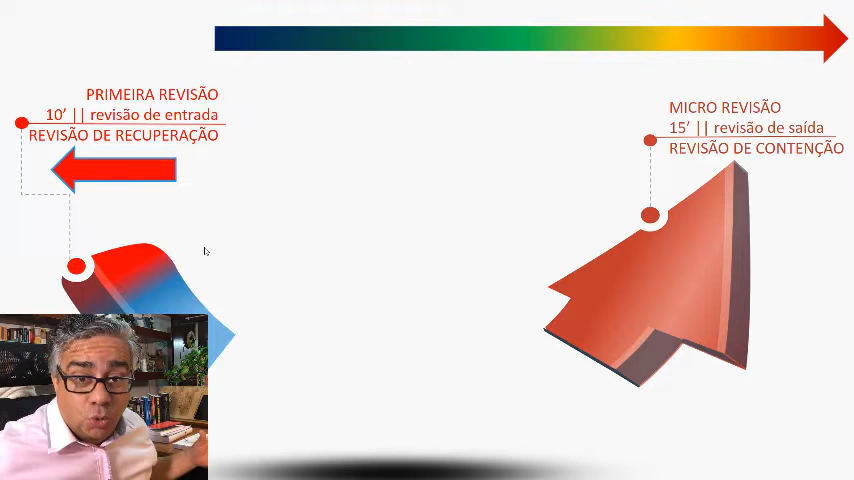 PRIMEIRA REVISÃO
10’ || revisão de entrada
REVISÃO DE RECUPERAÇÃO
MICRO REVISÃO
15’ || revisão de saída
REVISÃO DE CONTENÇÃO